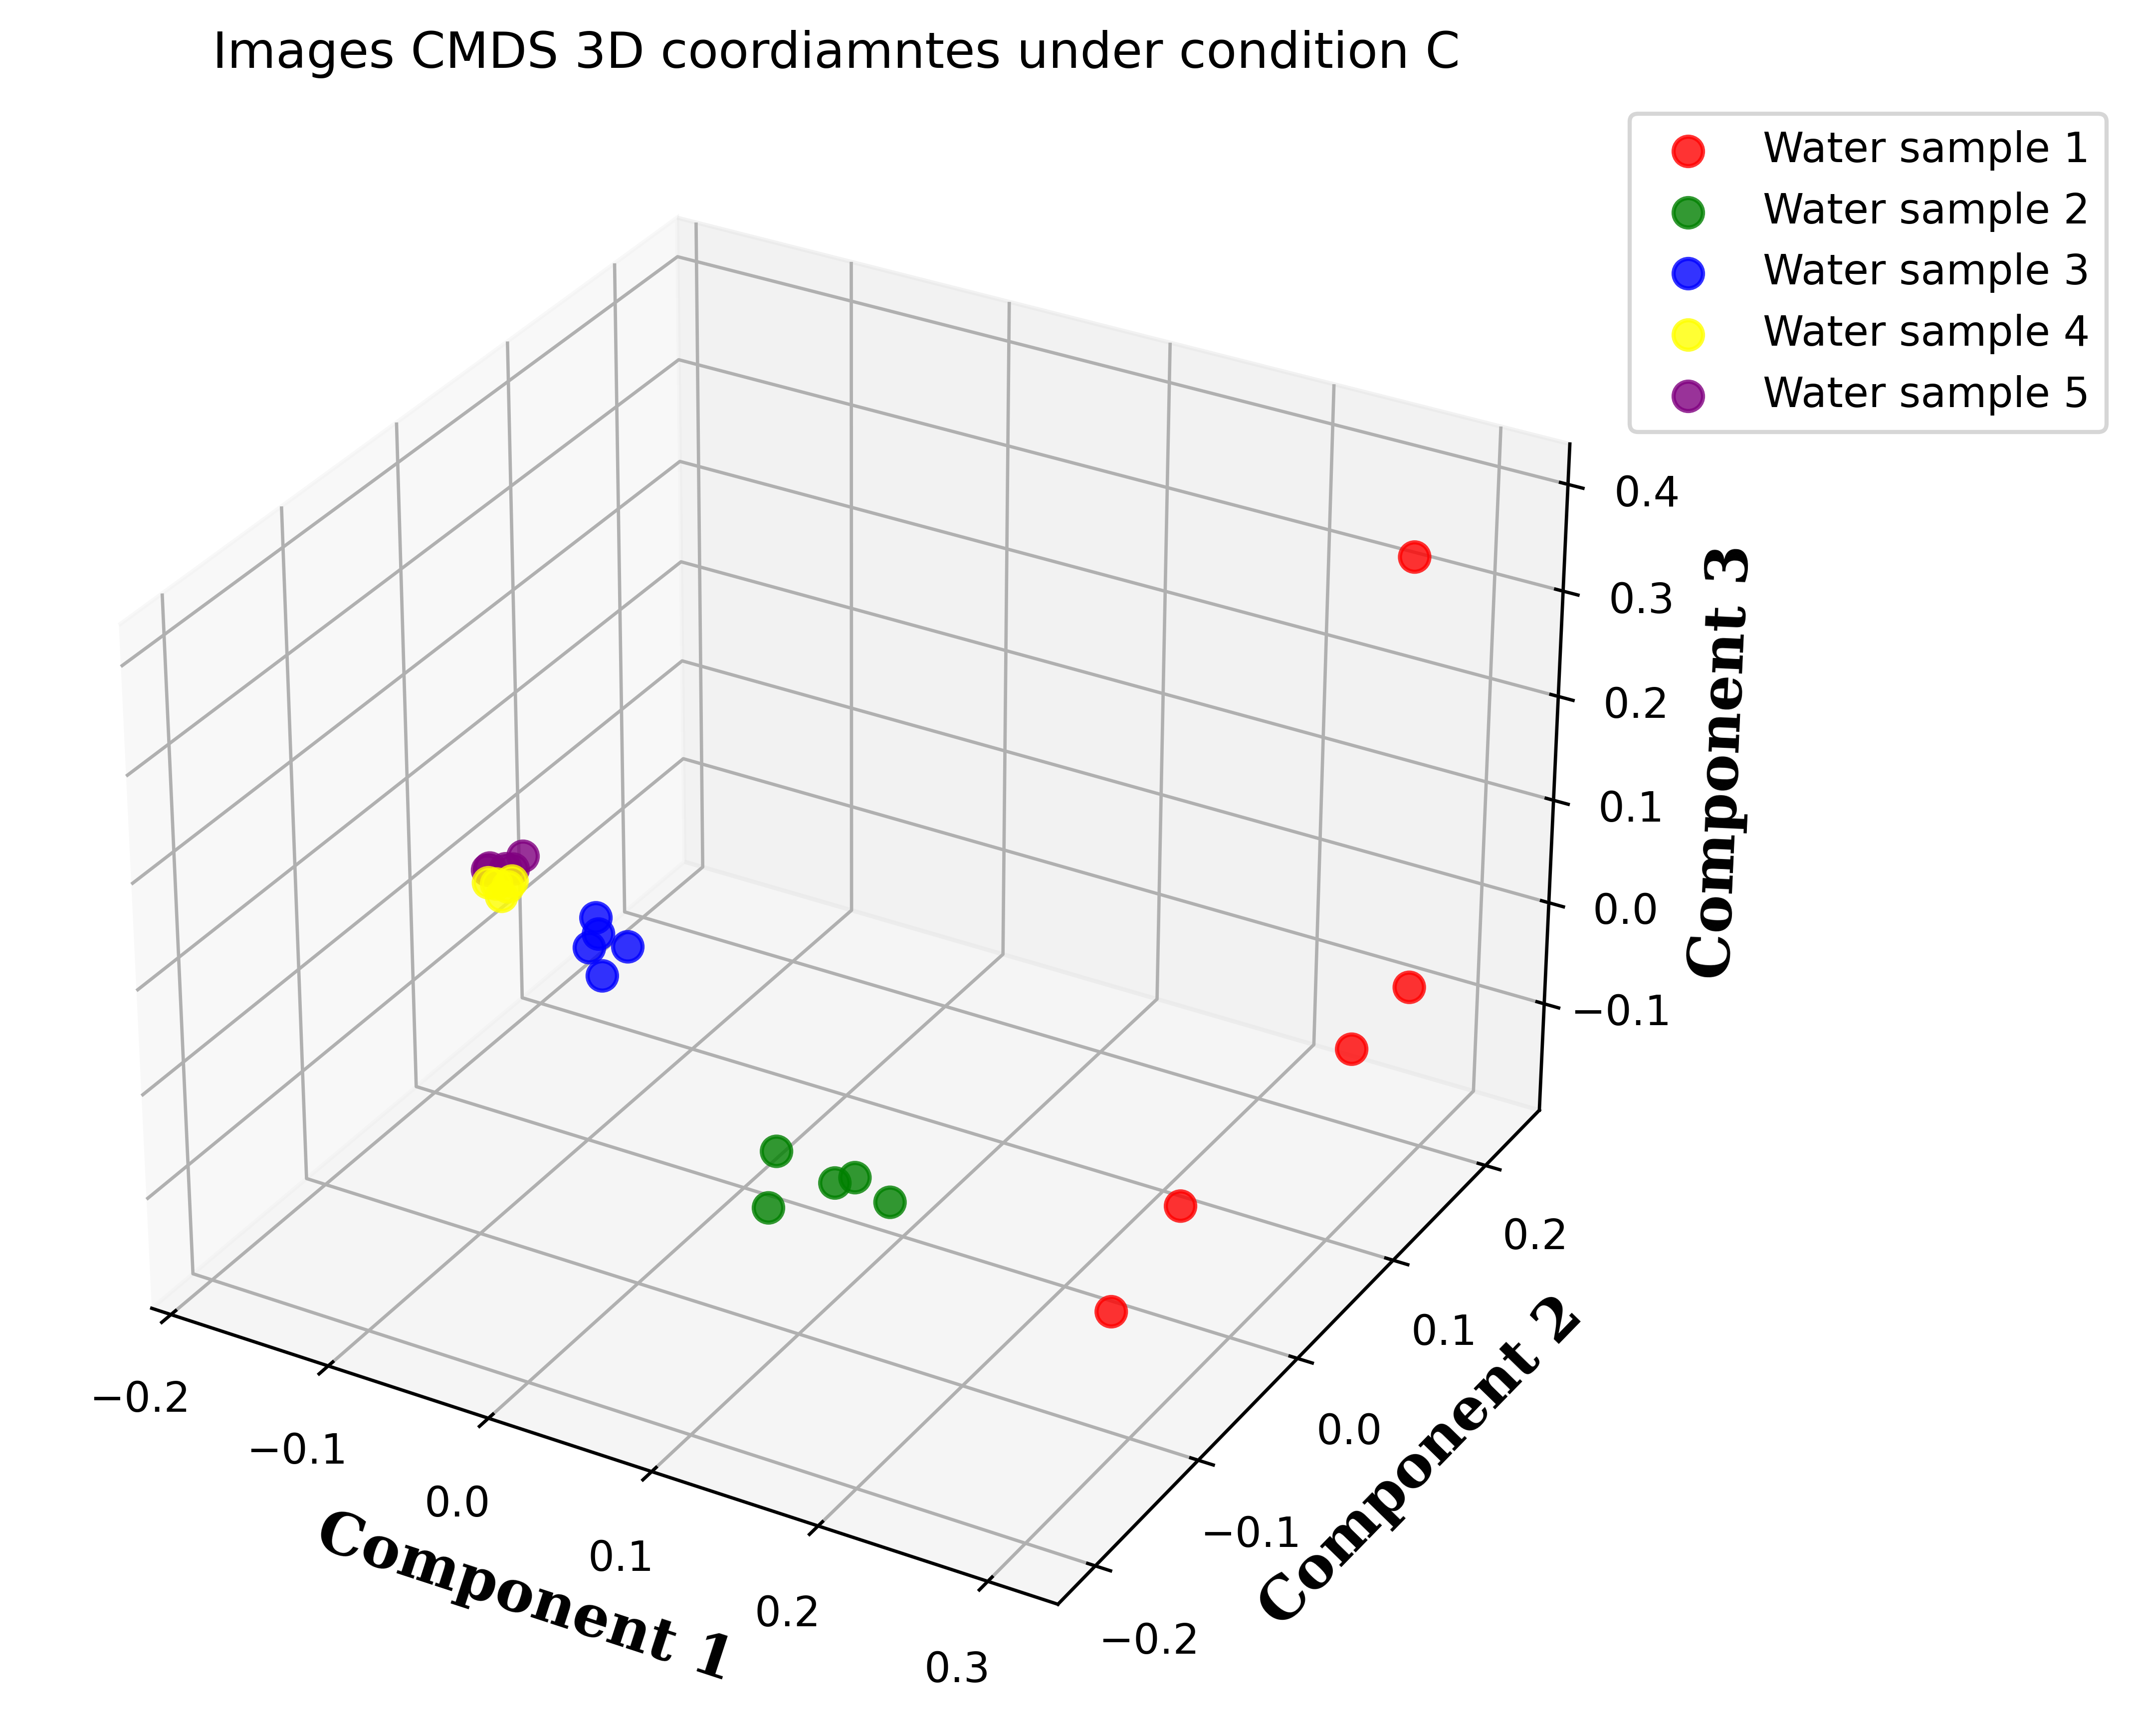 Images CMDS 3D coordiamntes under condition C
Water sample 1
Water sample 2
Water sample 3
Water sample 4
Water sample 5
0.4
0.3
0.2
0.1
0.0
−0.1
Component 3
−0.2
−0.1
0.0
0.1
0.2
0.3
Component 1
0.2
0.1
0.0
−0.1
−0.2
Component 2